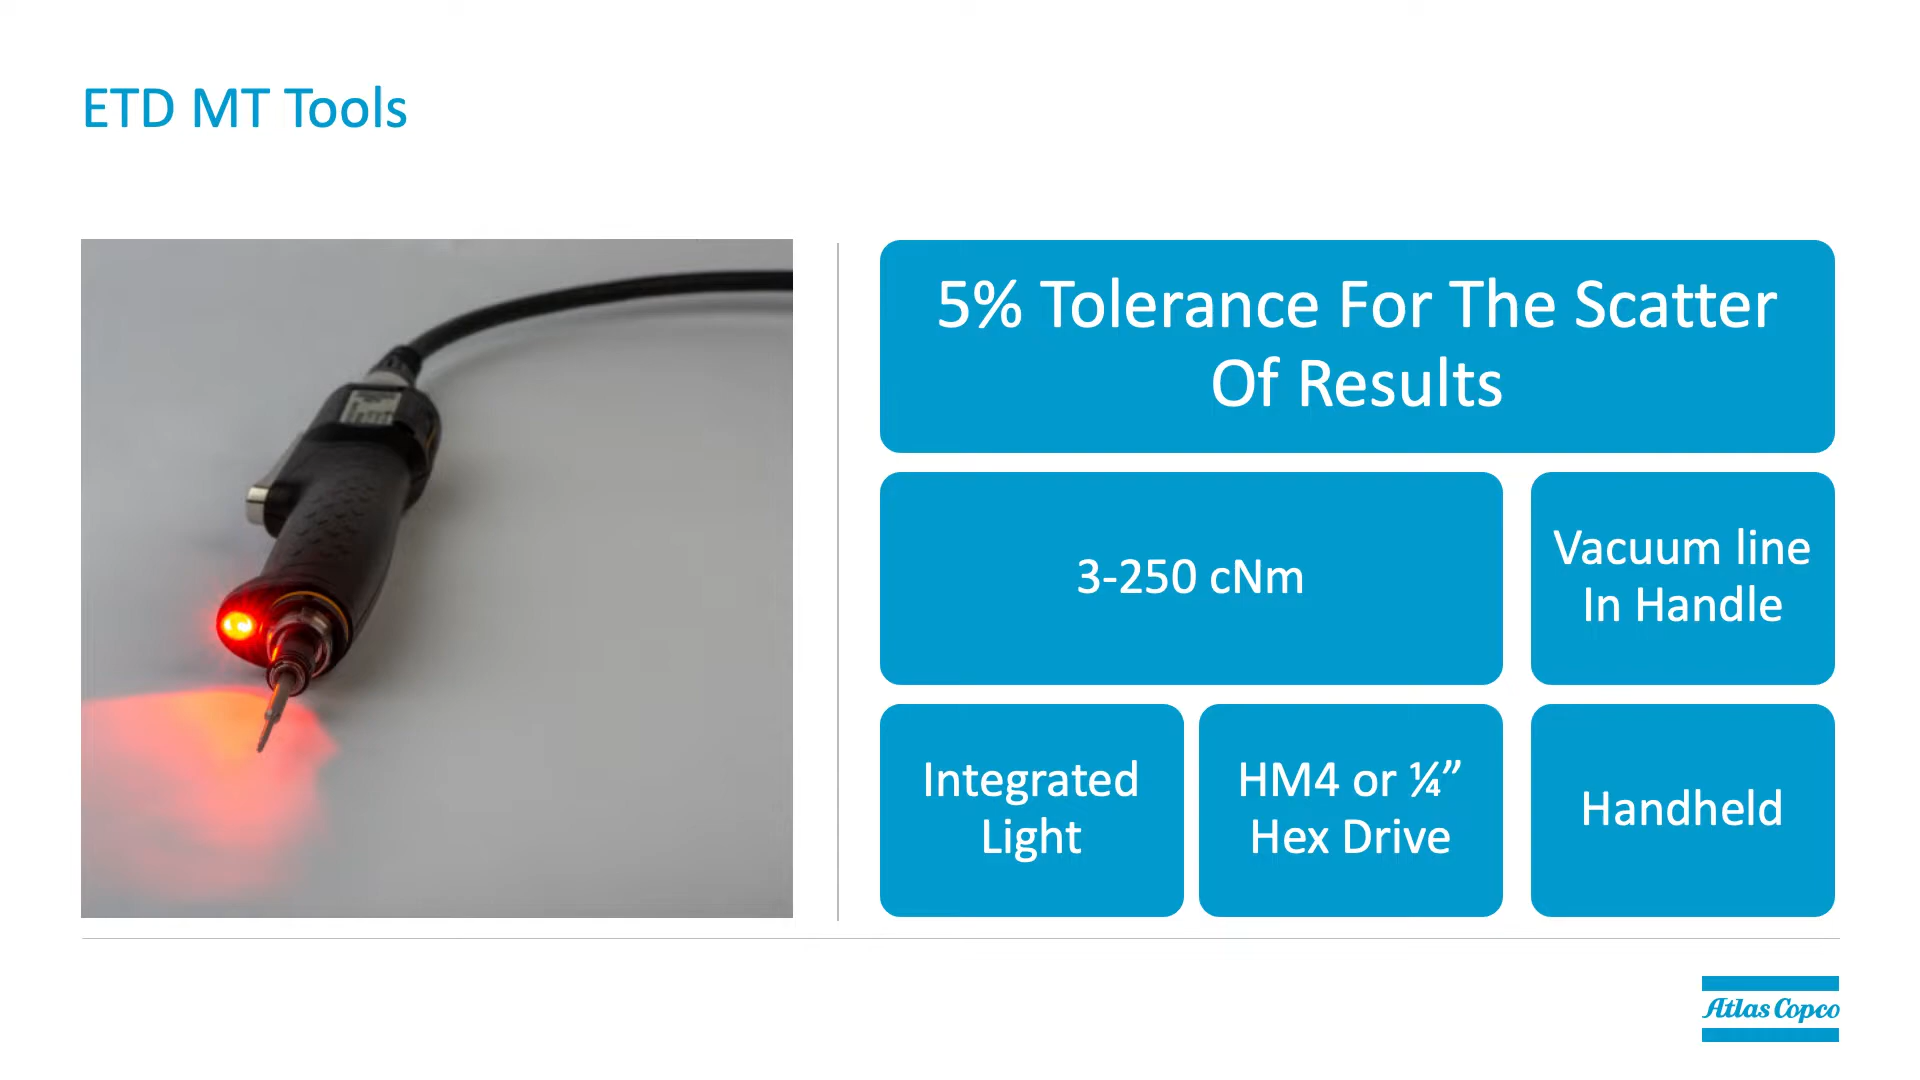 ETD MT Tools
5% Tolerance For The Scatter
Of Results
3-250 cNm
Vacuum line
In Handle
Integrated
Light
HM4 or ¼”
Hex Drive
Handheld
Atlas Copco